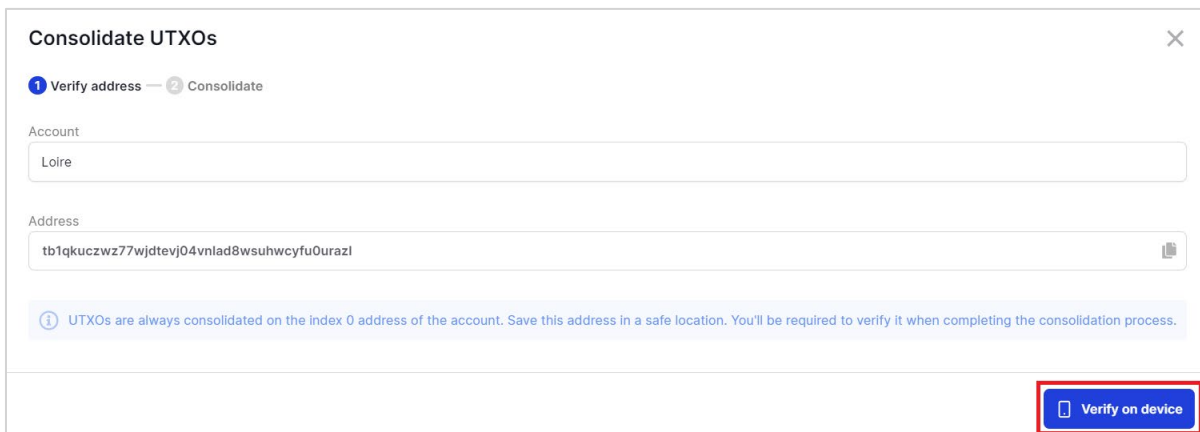 Consolidate UTXOs
1 Verify address — 2 Consolidate
Account
Loire
Address
tb1qkuczwz77wjdtevj04vnlad8wsuhwcyfu0urazl
UTXOs are always consolidated on the index 0 address of the account. Save this address in a safe location. You'll be required to verify it when completing the consolidation process.
Verify on device